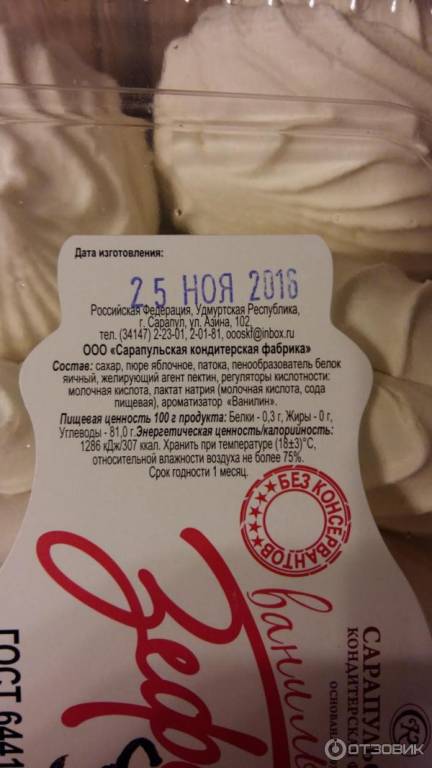 Дата изготовления:
25 НОЯ 2016
Российская Федерация, Удмуртская Республика,
г. Сарапул, ул. Азина, 102,
тел. (34147) 2-23-01, 2-01-81, oooskf@inbox.ru
ООО «Сарапульская кондитерская фабрика»
Состав: сахар, пюре яблочное, патока, пенообразователь белок
яичный, желирующий агент пектин, регуляторы кислотности:
молочная кислота, лактат натрия (молочная кислота, сода
пищевая), ароматизатор «Ванилин».
Пищевая ценность 100 г продукта: Белки - 0,3 г, Жиры - 0 г,
Углеводы - 81,0 г. Энергетическая ценность/калорийность:
1286 кДж/307 ккал. Хранить при температуре (18±3)°С,
относительной влажности воздуха не более 75%.
Срок годности 1 месяц.
БЕЗ КОНСЕРВАНТОВ
ванильн
Зефи
САРАПУЛЬ
КОНДИТЕРСКАЯ Ф
ОСНОВАН
ГОСТ 6441
ОТЗОВИК